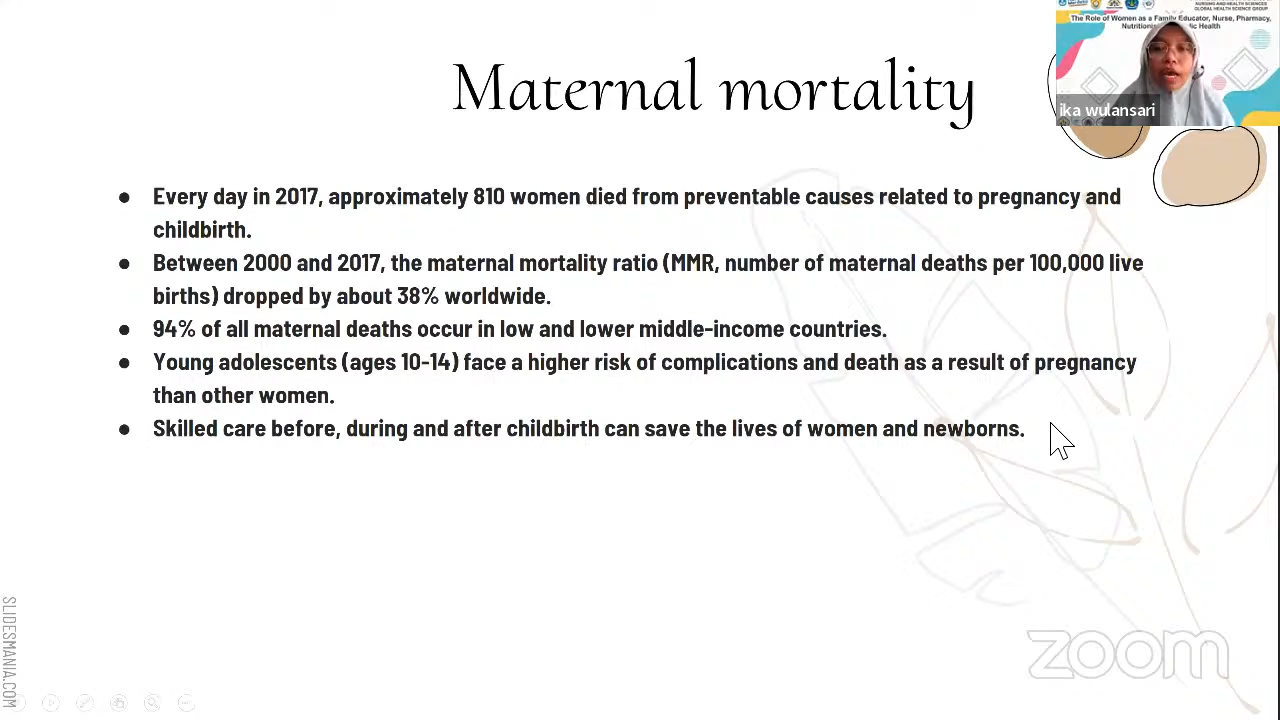 NURSING AND HEALTH SCIENCES
GLOBAL HEALTH SCIENCE GROUP
The Role of Women as a Family Educator, Nurse, Pharmacy,
Health
ika wulansari
Maternal mortality
● Every day in 2017, approximately 810 women died from preventable causes related to pregnancy and
childbirth.
● Between 2000 and 2017, the maternal mortality ratio (MMR, number of maternal deaths per 100,000 live
births) dropped by about 38% worldwide.
● 94% of all maternal deaths occur in low and lower middle-income countries.
● Young adolescents (ages 10-14) face a higher risk of complications and death as a result of pregnancy
than other women.
● Skilled care before, during and after childbirth can save the lives of women and newborns.
SLIDESMANIA.COM
zoom